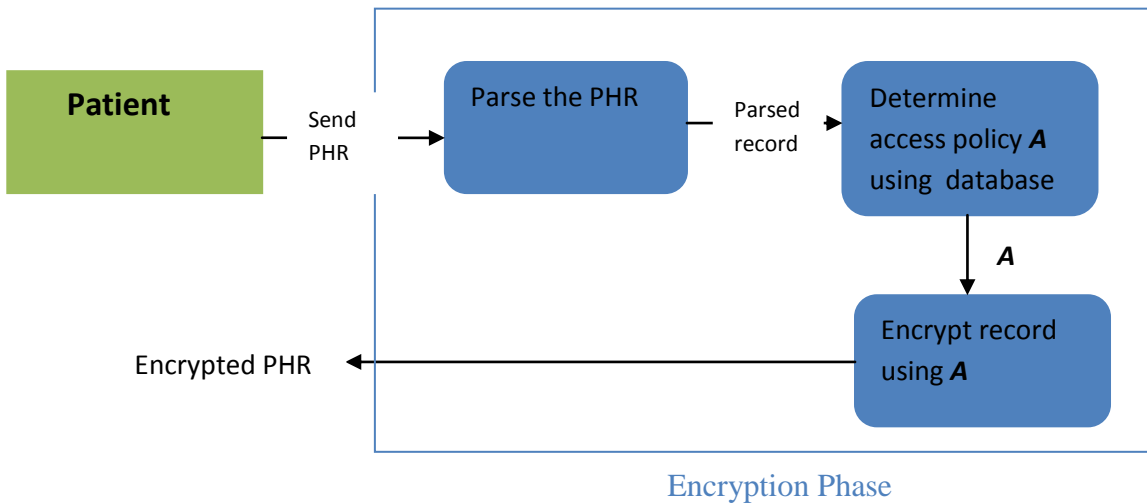 Patient
Send
PHR
Parse the PHR
Parsed
record
Determine
access policy A
using database
A
Encrypt record
using A
Encrypted PHR
Encryption Phase